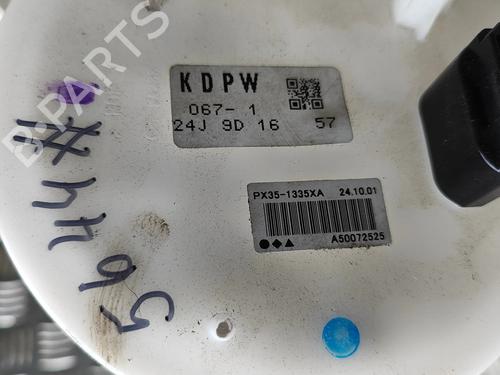 B-PARTS
KDPW
067-1
24J 9D 16 57
PX35-1335XA 24.10.01
A50072525